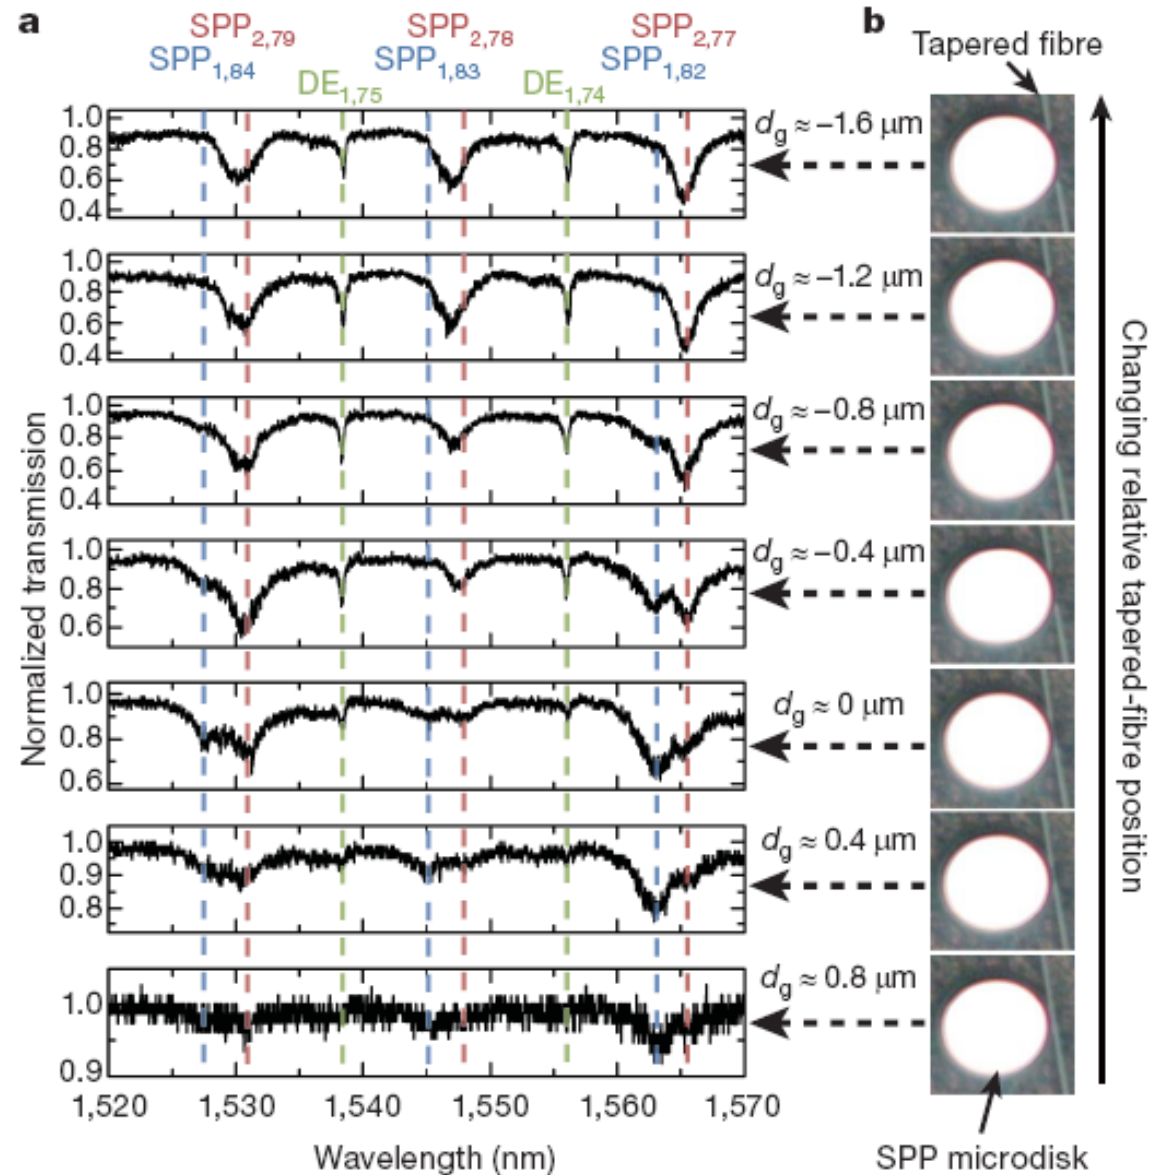 a
SPP2,79 SPP2,78 SPP2,77
SPP1,84 SPP1,83 SPP1,82
DE1,75 DE1,74
b
Tapered fibre
1.0
0.8
0.6
0.4
dg ≈ −1.6 μm
1.0
0.8
0.6
0.4
dg ≈ −1.2 μm
1.0
0.8
0.6
0.4
dg ≈ −0.8 μm
1.0
0.8
0.6
dg ≈ −0.4 μm
1.0
0.8
0.6
dg ≈ 0 μm
1.0
0.9
0.8
dg ≈ 0.4 μm
1.0
0.9
dg ≈ 0.8 μm
1,520 1,530 1,540 1,550 1,560 1,570
Wavelength (nm)
Normalized transmission
Changing relative tapered-fibre position
SPP microdisk